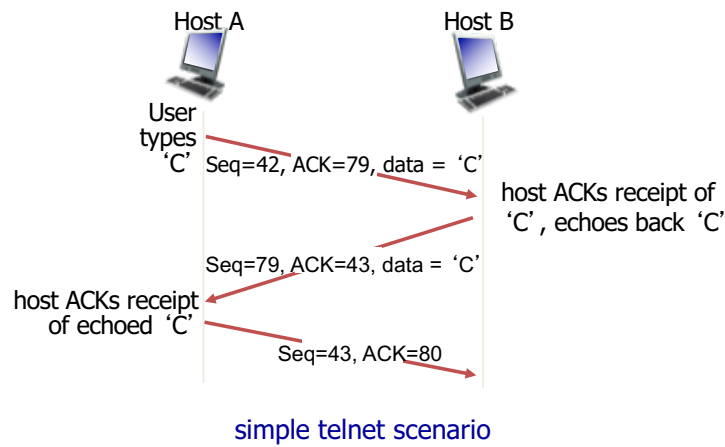 Host A
Host B
User
types
‘C’
Seq=42, ACK=79, data = ‘C’
host ACKs receipt of
‘C’, echoes back ‘C’
Seq=79, ACK=43, data = ‘C’
host ACKs receipt
of echoed ‘C’
Seq=43, ACK=80
simple telnet scenario